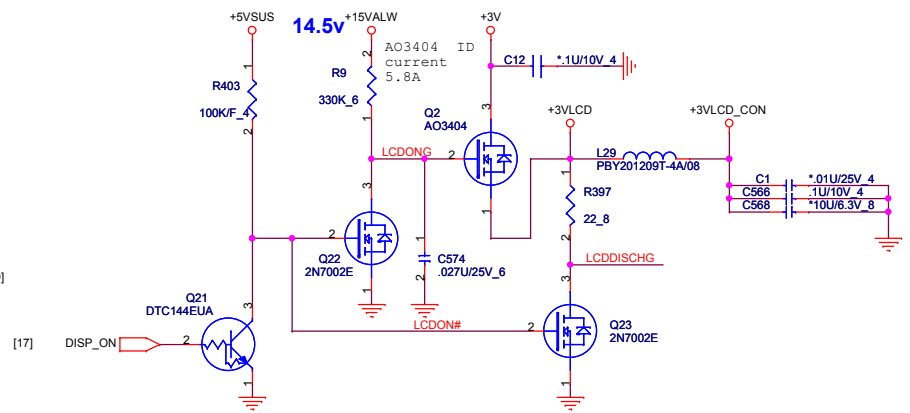 +5VSUS
14.5v
+15VALW
+3V
AO3404 ID
current
5.8A
C12
*.1U/10V_4
R403
100K/F_4
1
2
R9
330K_6
2
1
Q2
AO3404
3
2
1
+3VLCD
+3VLCD_CON
LCDONG
L29
PBY201209T-4A/08
C1
*.01U/25V_4
C566
.1U/10V_4
C568
*10U/6.3V_8
R397
22_8
1
2
3
2
1
Q22
2N7002E
1
2
C574
.027U/25V_6
LCDDISCHG
Q21
DTC144EUA
3
2
1
LCDON#
3
2
1
Q23
2N7002E
[17]
DISP_ON
]